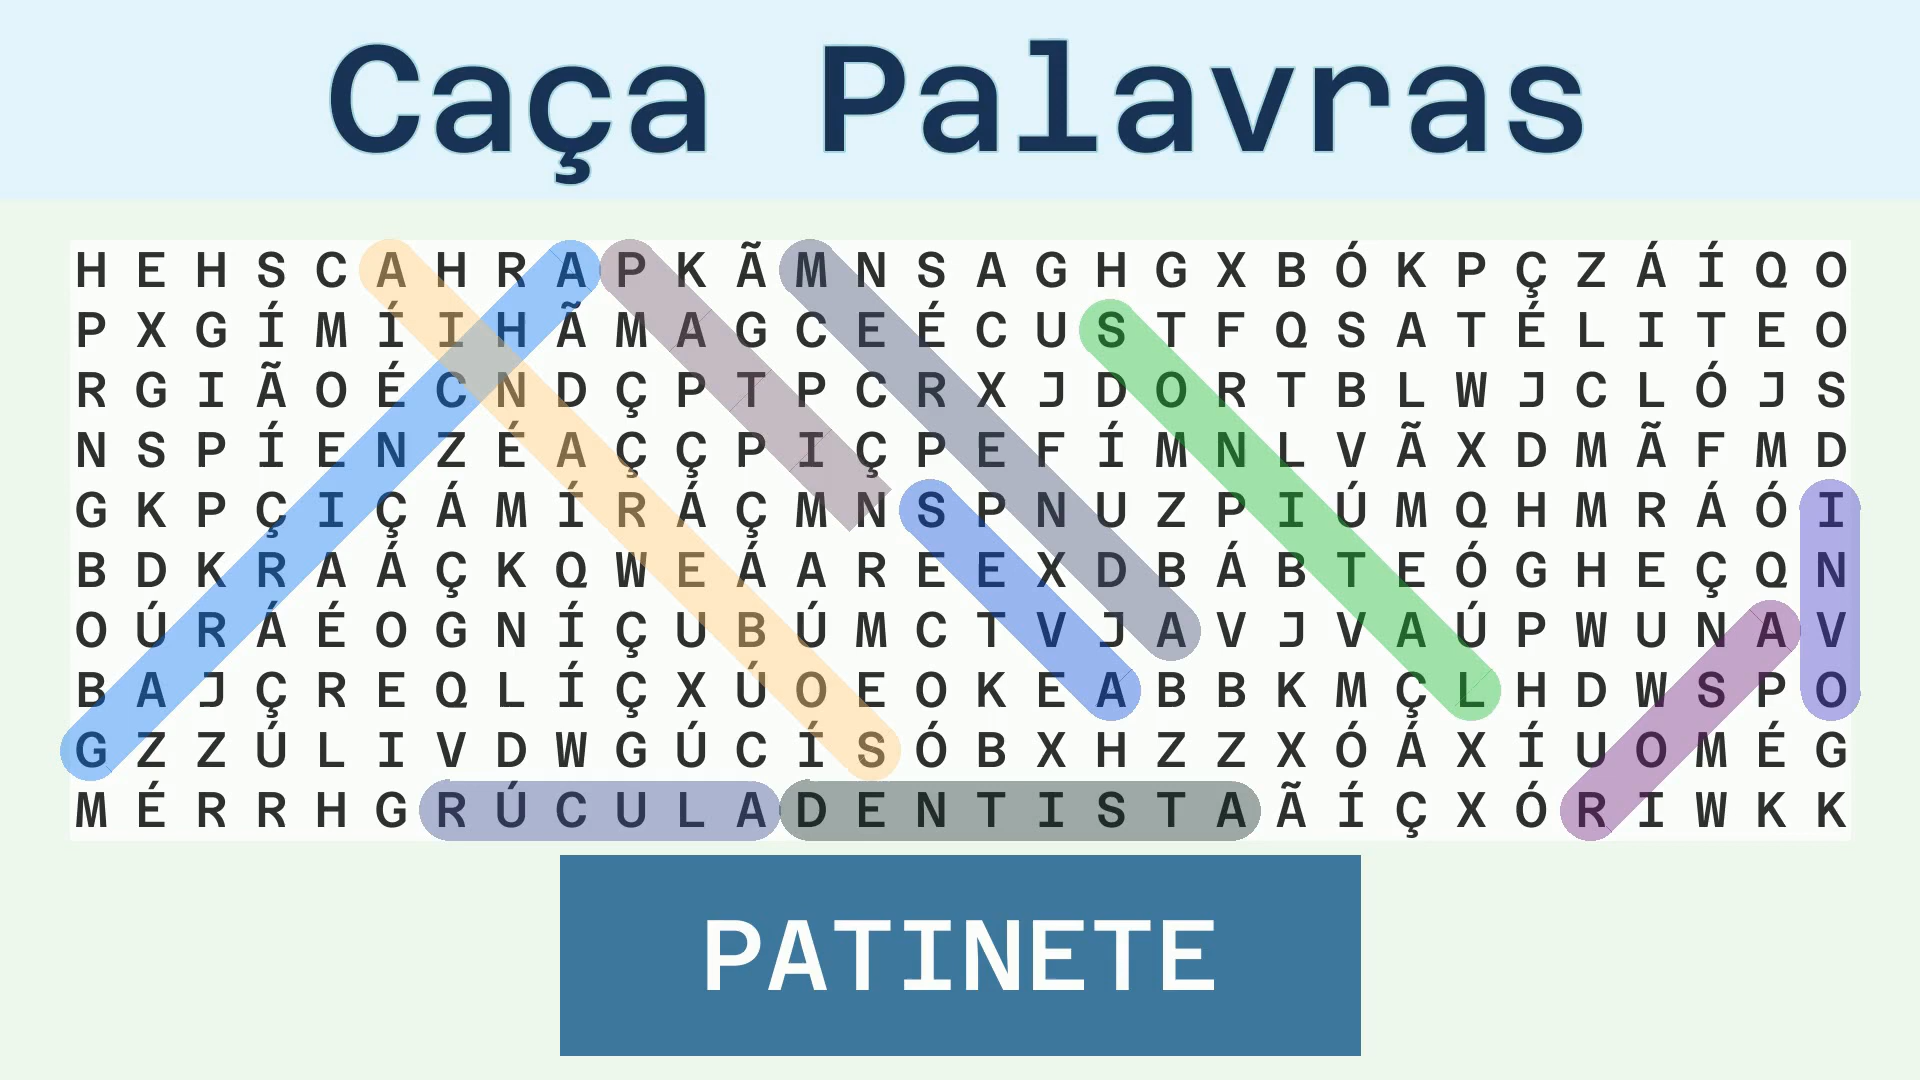 Caça Palavras
H E H S C A H R A P K Ã M N S A G H G X B Ó K P Ç Z Á Í Q O
P X G Í M Í I H Ã M A G C E É C U S T F Q S A T É L I T E O
R G I Ã O É C N D Ç P T P C R X J D O R T B L W J C L Ó J S
N S P Í E N Z É A Ç Ç P I Ç P E F Í M N L V Ã X D M Ã F M D
G K P Ç I Ç Á M Í R Á Ç M N S P N U Z P I Ú M Q H M R Á Ó I
B D K R A Á Ç K Q W E Á A R E E X D B Á B T E Ó G H E Ç Q N
O Ú R Á É O G N Í Ç U B Ú M C T V J A V J V A Ú P W U N A V
B A J Ç R E Q L Í Ç X Ú O E O K E A B B K M Ç L H D W S P O
G Z Z Ú L I V D W G Ú C Í S Ó B X H Z Z X Ó Á X Í U O M É G
M É R R H G R Ú C U L A D E N T I S T A Ã Í Ç X Ó R I W K K
PATINETE